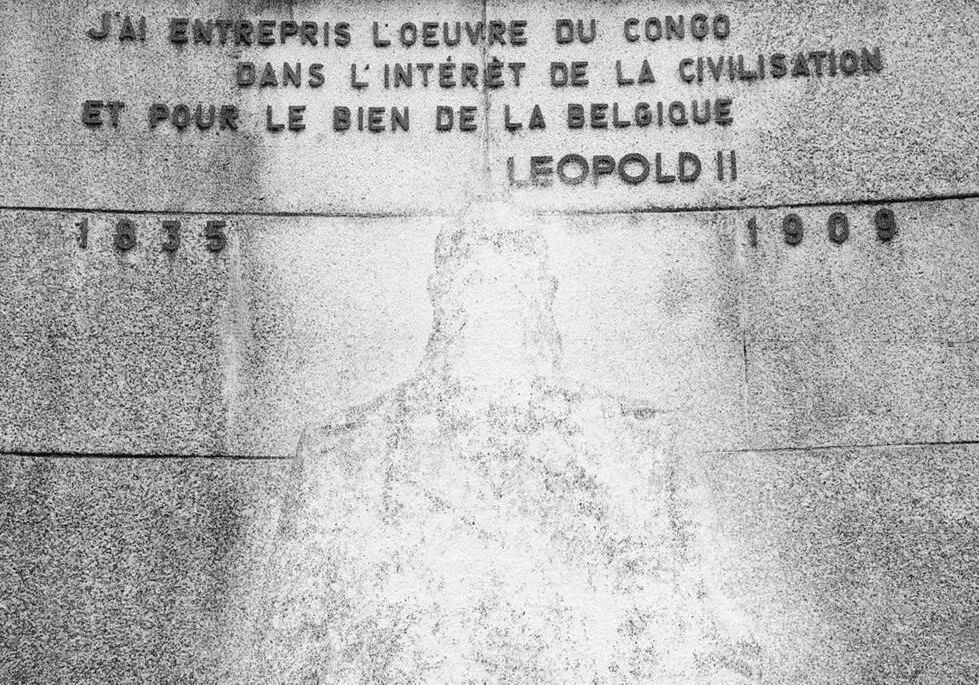 J'AI ENTREPRIS L'OEUVRE DU CONGO
DANS L'INTÉRÊT DE LA CIVILISATION
ET POUR LE BIEN DE LA BELGIQUE
LEOPOLD II
1835
1909